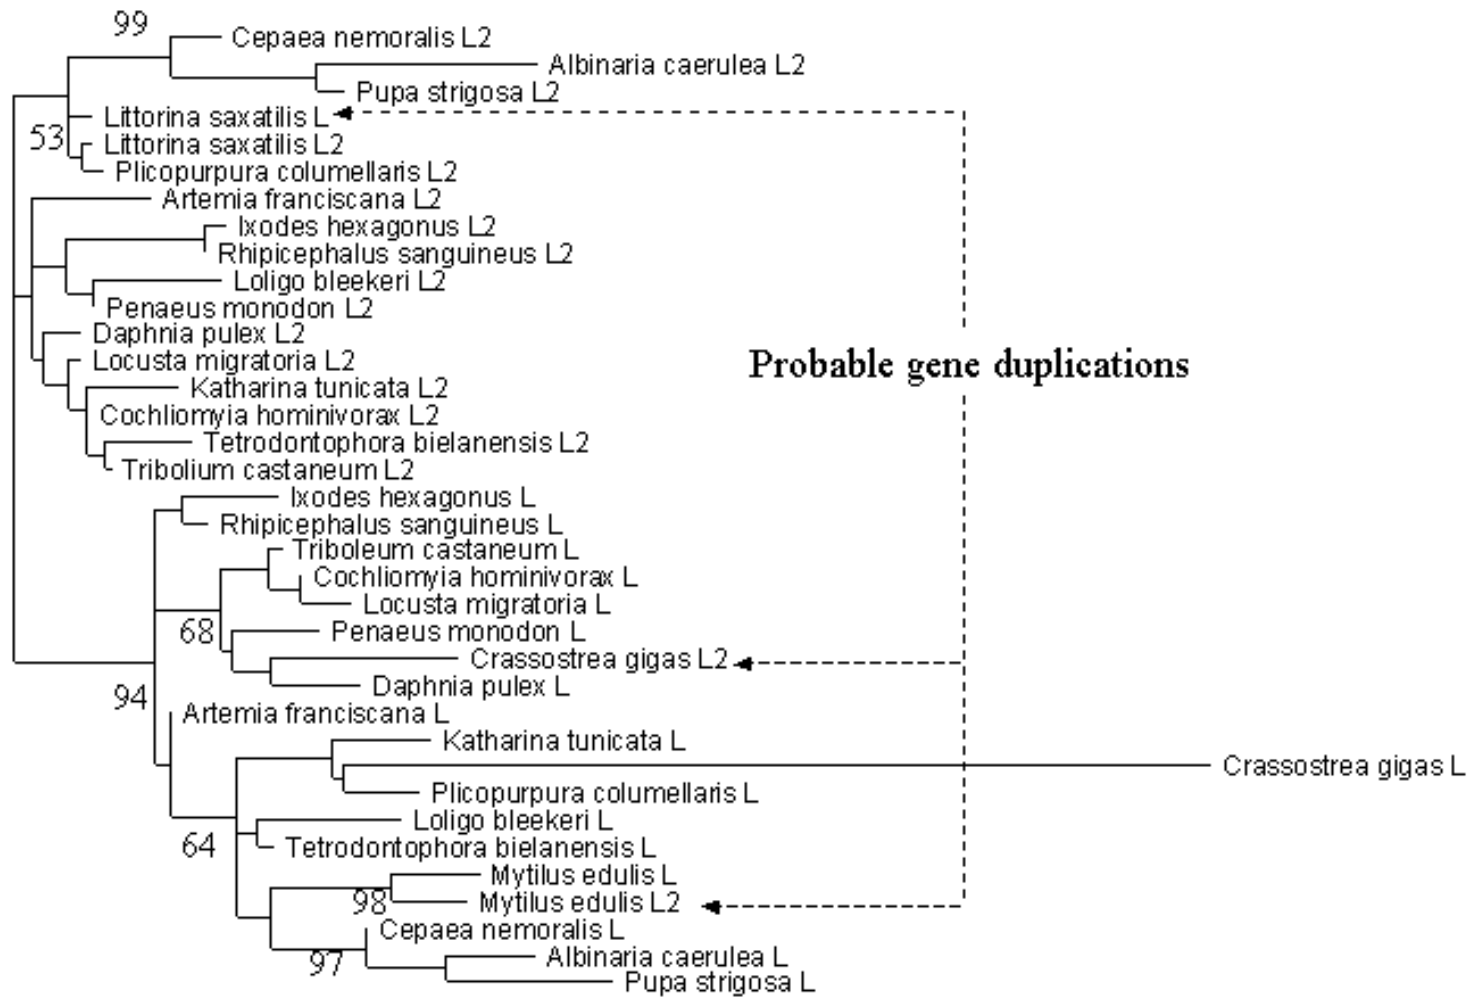 99
Cepaea nemoralis L2
Albinaria caerulea L2
Pupa strigosa L2
Littorina saxatilis L
53
Littorina saxatilis L2
Plicopurpura columellaris L2
Artemia franciscana L2
Ixodes hexagonus L2
Rhipicephalus sanguineus L2
Loligo bleekeri L2
Penaeus monodon L2
Daphnia pulex L2
Locusta migratoria L2
Probable gene duplications
Katharina tunicata L2
Cochliomyia hominivorax L2
Tetrodontophora bielanensis L2
Tribolium castaneum L2
Ixodes hexagonus L
Rhipicephalus sanguineus L
Triboleum castaneum L
Cochliomyia hominivorax L
Locusta migratoria L
68
Penaeus monodon L
Crassostrea gigas L2
Daphnia pulex L
94
Artemia franciscana L
Katharina tunicata L
Crassostrea gigas L
Plicopurpura columellaris L
Loligo bleekeri L
64
Tetrodontophora bielanensis L
Mytilus edulis L
98
Mytilus edulis L2
Cepaea nemoralis L
97
Albinaria caerulea L
Pupa strigosa L